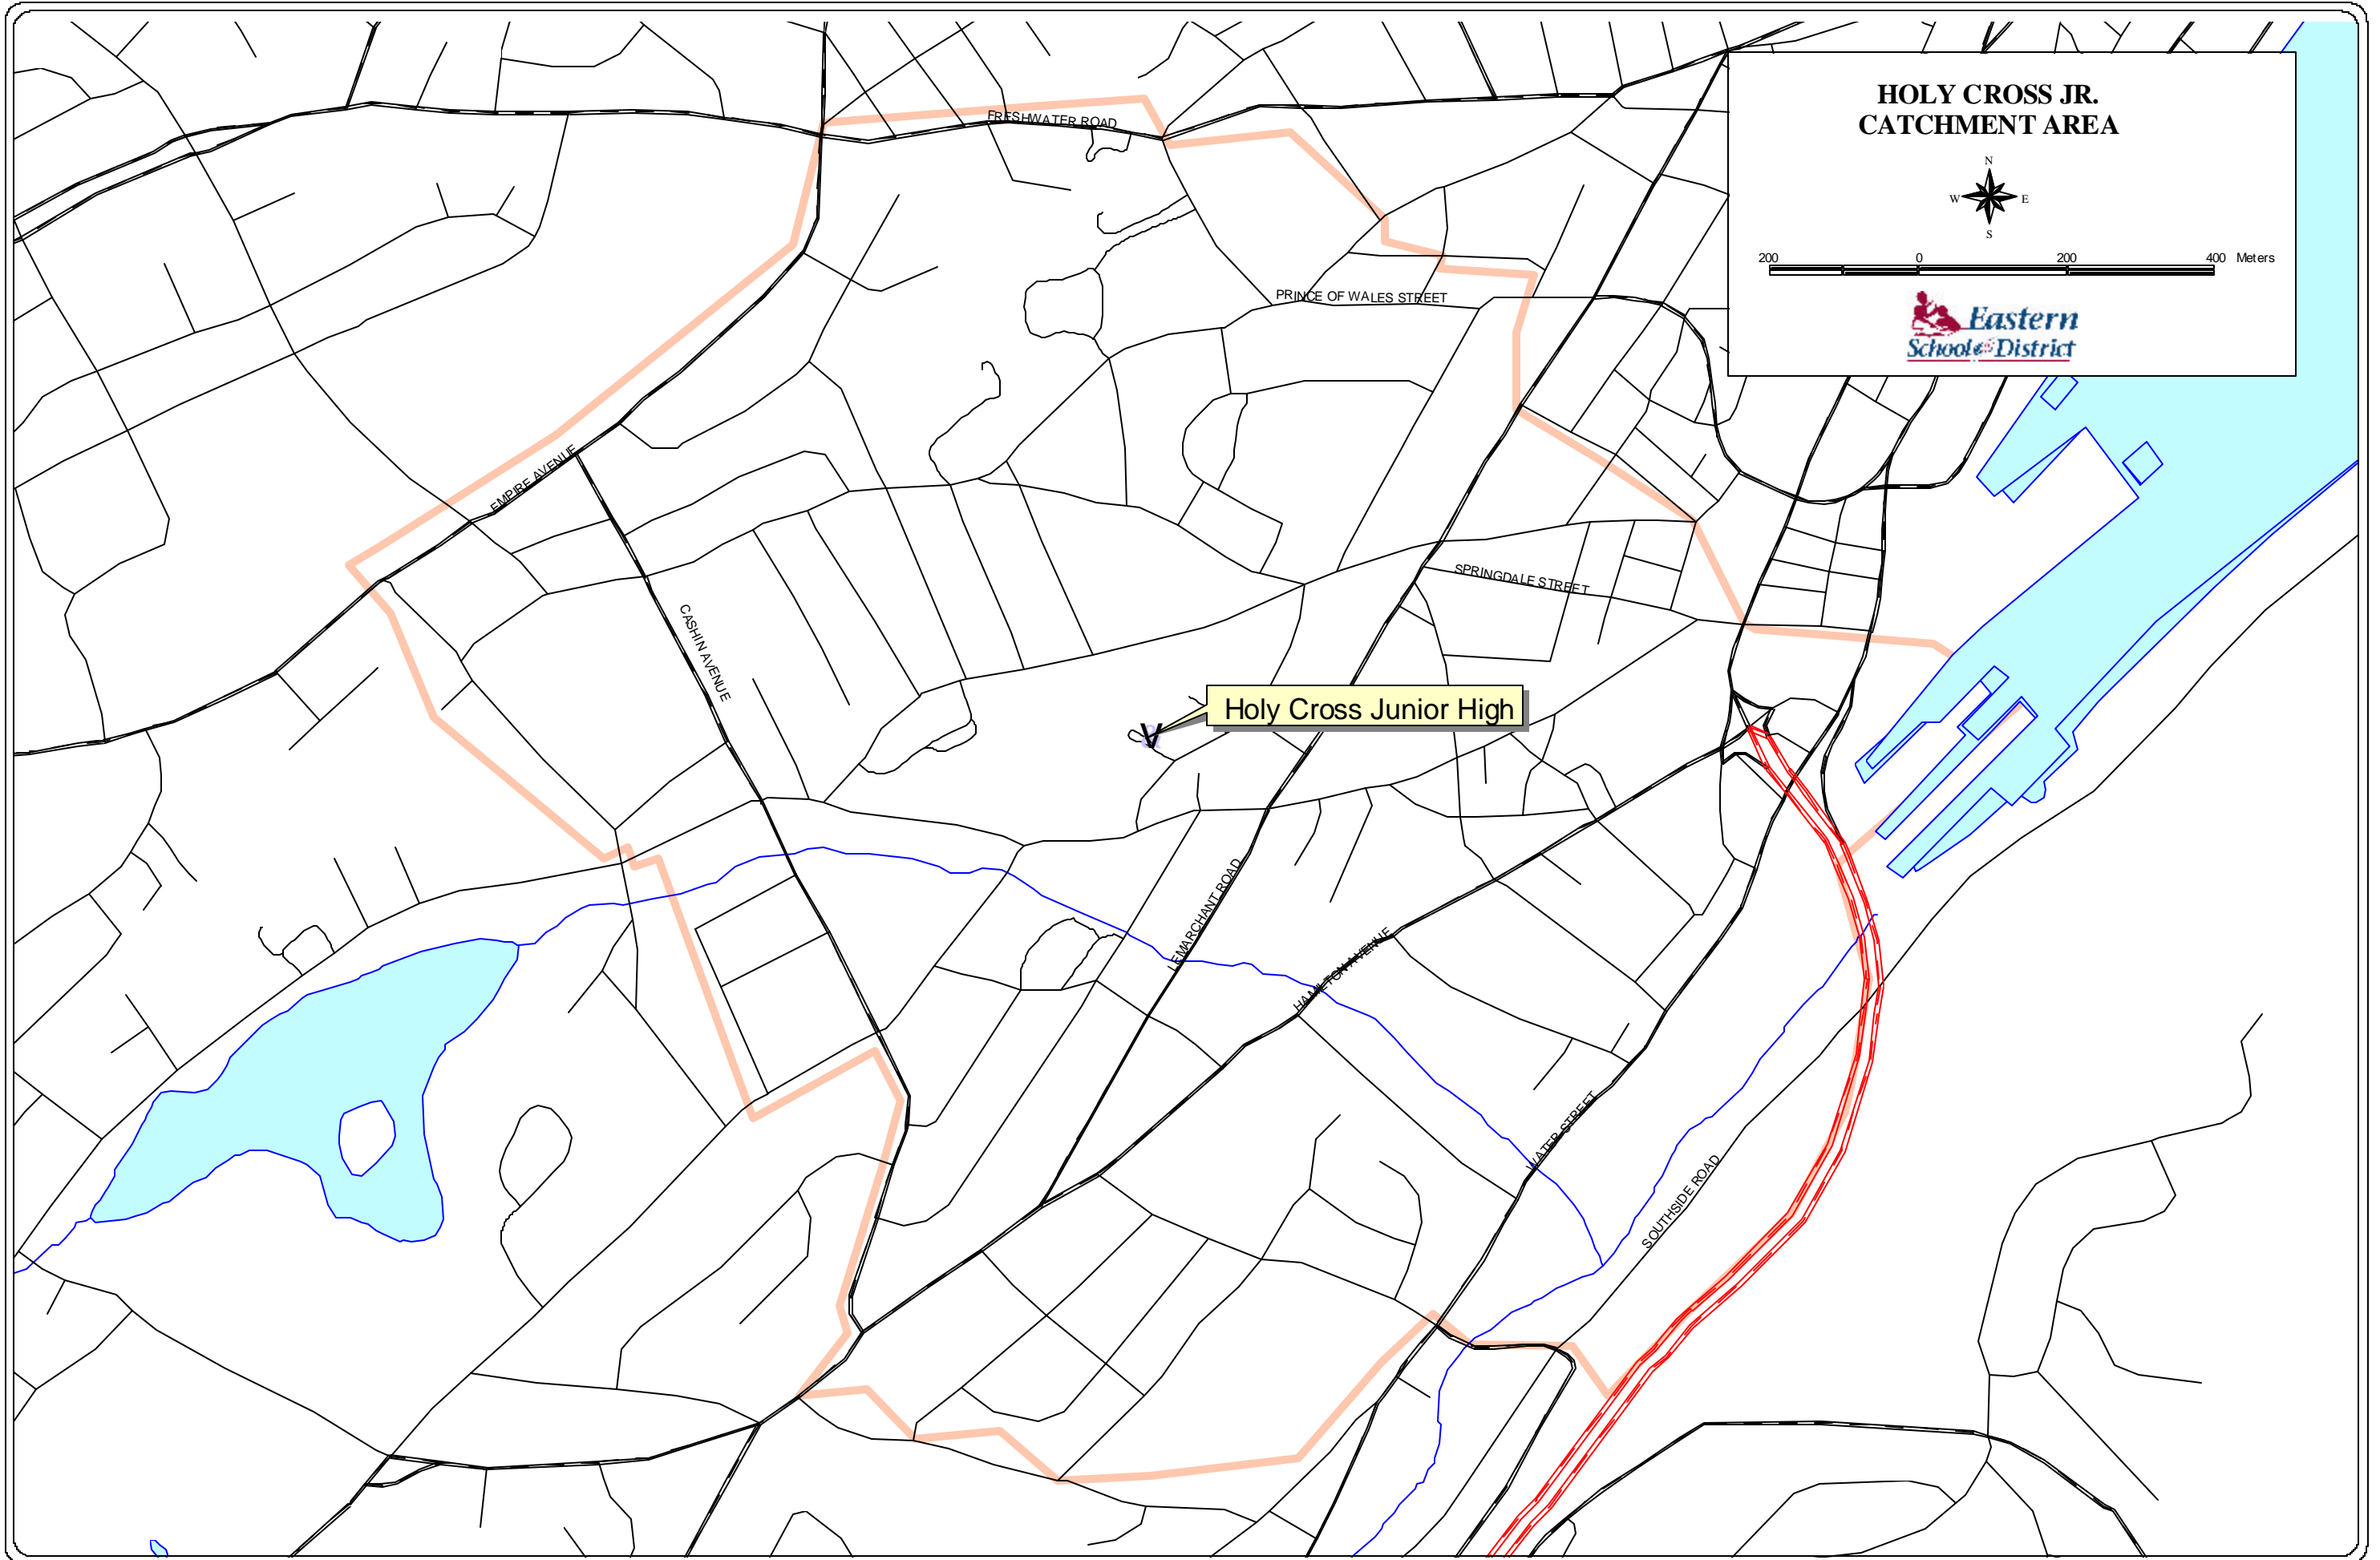 HOLY CROSS JR.
CATCHMENT AREA
N
W E
S
200 0 200 400 Meters
Eastern
School District
FRESHWATER ROAD
PRINCE OF WALES STREET
EMPIRE AVENUE
SPRINGDALE STREET
CASHIN AVENUE
Holy Cross Junior High
LEMARCHANT ROAD
HAMILTON AVENUE
WATER STREET
SOUTHSIDE ROAD